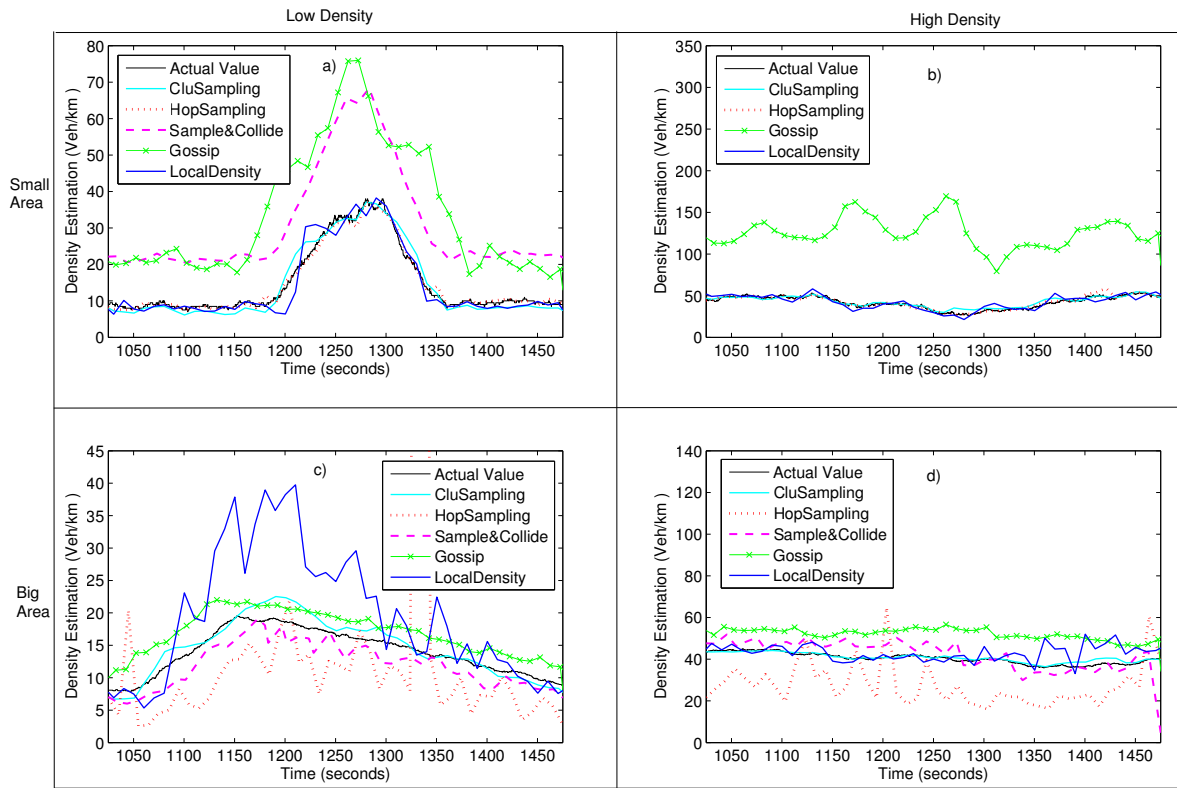 Low Density
High Density
Small
Area
Big
Area
a)
Density Estimation (Veh/km )
80
70
60
50
40
30
20
10
0
1050 1100 1150 1200 1250 1300 1350 1400 1450
Time (seconds)
Actual Value
CluSampling
HopSampling
Sample&Collide
Gossip
LocalDensity
b)
Density Estimation (Veh/km )
350
300
250
200
150
100
50
0
1050 1100 1150 1200 1250 1300 1350 1400 1450
Time (seconds)
Actual Value
CluSampling
HopSampling
Gossip
LocalDensity
c)
Density Estimation (Veh/km )
45
40
35
30
25
20
15
10
5
0
1050 1100 1150 1200 1250 1300 1350 1400 1450
Time (seconds)
Actual Value
CluSampling
HopSampling
Sample&Collide
Gossip
LocalDensity
d)
Density Estimation (Veh/km )
140
120
100
80
60
40
20
0
1050 1100 1150 1200 1250 1300 1350 1400 1450
Time (seconds)
Actual Value
CluSampling
HopSampling
Sample&Collide
Gossip
LocalDensity